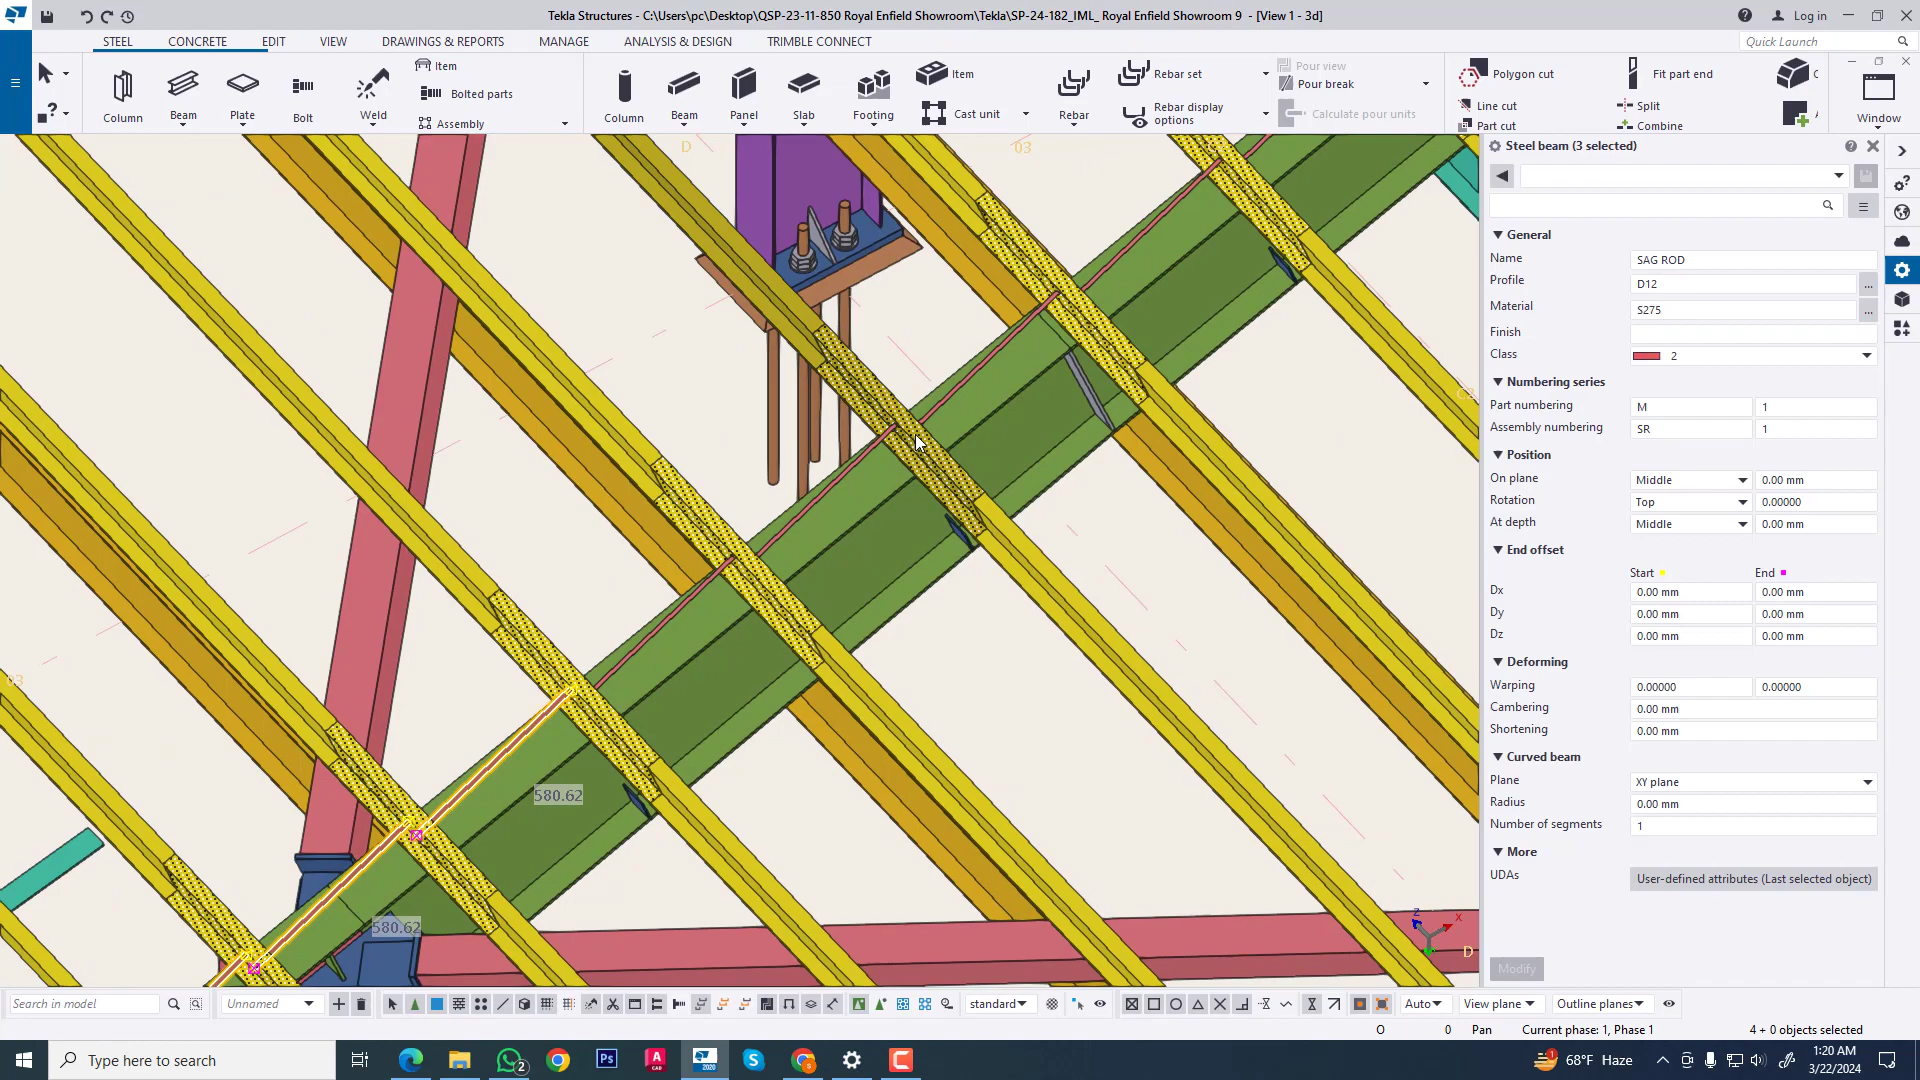 Tekla Structures - C:\Users\pc\Desktop\QSP-23-11-850 Royal Enfield Showroom\Tekla\SP-24-182_IML_ Royal Enfield Showroom 9 - [View 1 - 3d]
Log in
STEEL CONCRETE EDIT VIEW DRAWINGS & REPORTS MANAGE ANALYSIS & DESIGN TRIMBLE CONNECT
Quick Launch
Item
Bolted parts
Assembly
Column Beam Plate Bolt Weld
Column Beam Panel Slab Footing
Item
Cast unit
Rebar
Rebar set
Rebar display options
Pour view
Pour break
Calculate pour units
Polygon cut
Line cut
Part cut
Fit part end
Split
Combine
Window
D 03
03
D
580.62
580.62
Z X
Steel beam (3 selected)
General
Name SAG ROD
Profile D12 ...
Material S275 ...
Finish
Class 2
Numbering series
Part numbering M 1
Assembly numbering SR 1
Position
On plane Middle 0.00 mm
Rotation Top 0.00000
At depth Middle 0.00 mm
End offset
Start End
Dx 0.00 mm 0.00 mm
Dy 0.00 mm 0.00 mm
Dz 0.00 mm 0.00 mm
Deforming
Warping 0.00000 0.00000
Cambering 0.00 mm
Shortening 0.00 mm
Curved beam
Plane XY plane
Radius 0.00 mm
Number of segments 1
More
UDAs User-defined attributes (Last selected object)
Modify
Search in model
Unnamed
standard
Auto
View plane
Outline planes
O 0 Pan Current phase: 1, Phase 1 4 + 0 objects selected
Type here to search
2
68°F Haze
1:20 AM
3/22/2024